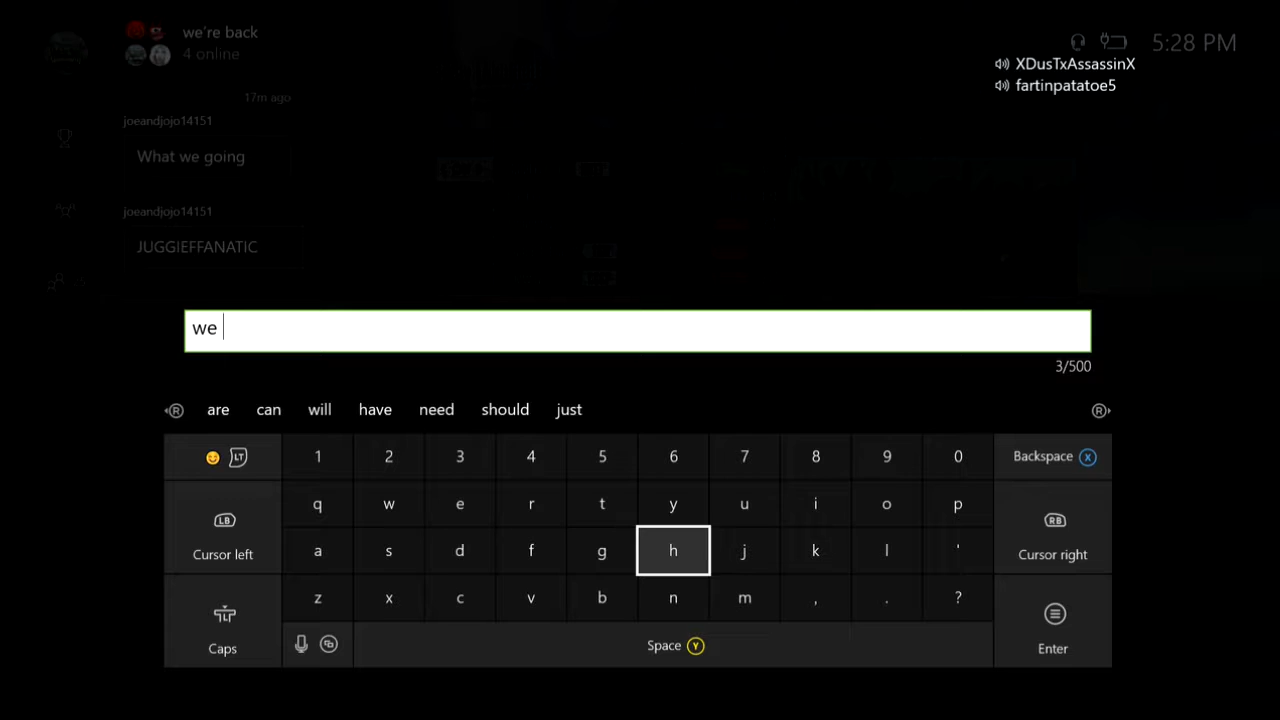 we're back
4 online
5:28 PM
XDusTxAssassinX
fartinpatatoe5
17m ago
joeandjojo14151
What we going
joeandjojo14151
JUGGIEFFANATIC
we
3/500
R are can will have need should just R
LT 1 2 3 4 5 6 7 8 9 0 Backspace X
q w e r t y u i o p
LB Cursor left
a s d f g h j k l '
RB Cursor right
z x c v b n m , . ?
Caps
Space Y
Enter